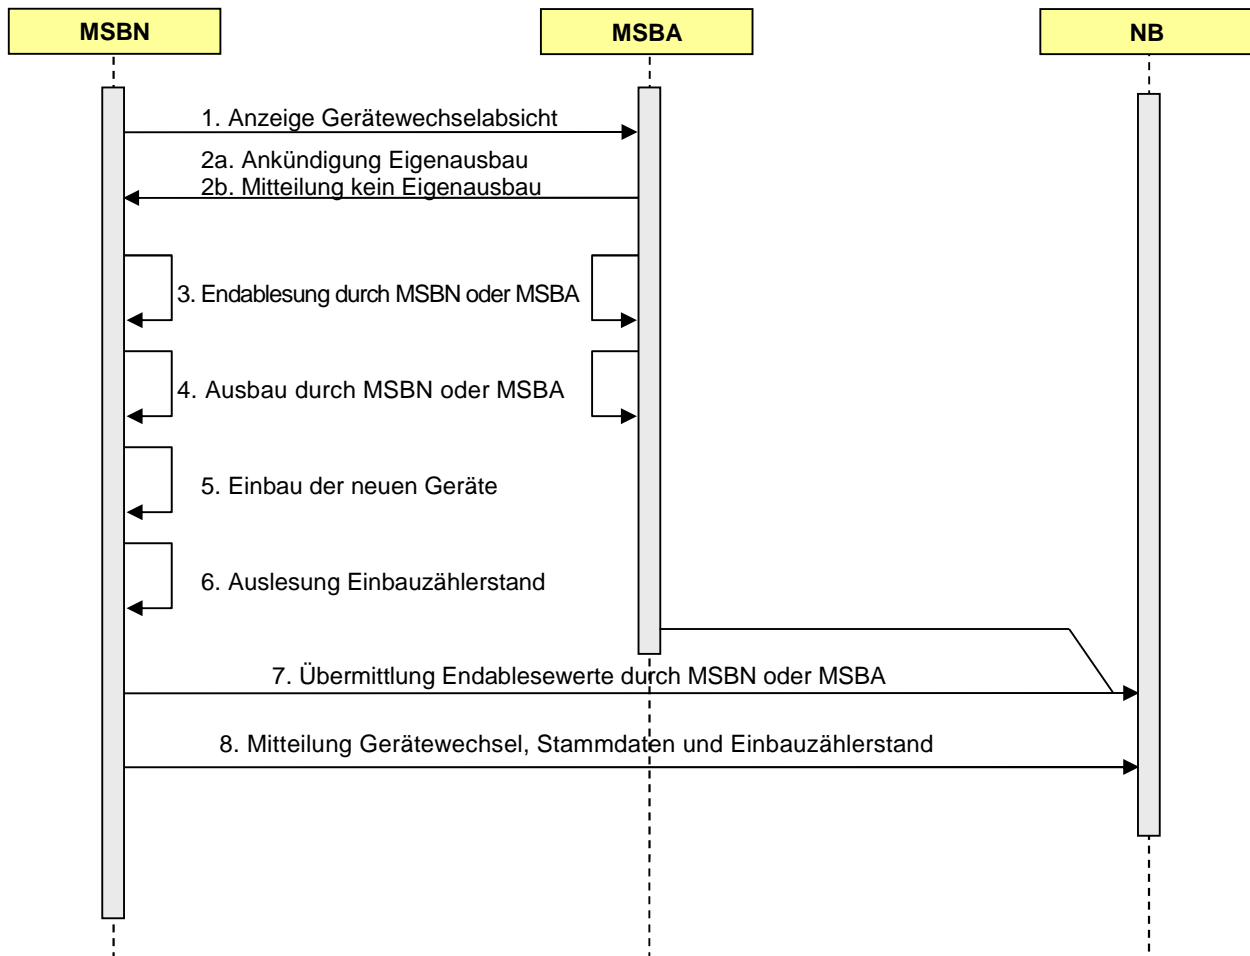 MSBN
MSBA
NB
1. Anzeige Gerätewechselabsicht
2a. Ankündigung Eigenausbau
2b. Mitteilung kein Eigenausbau
3. Endablesung durch MSBN oder MSBA
4. Ausbau durch MSBN oder MSBA
5. Einbau der neuen Geräte
6. Auslesung Einbauzählerstand
7. Übermittlung Endablesewerte durch MSBN oder MSBA
8. Mitteilung Gerätewechsel, Stammdaten und Einbauzählerstand